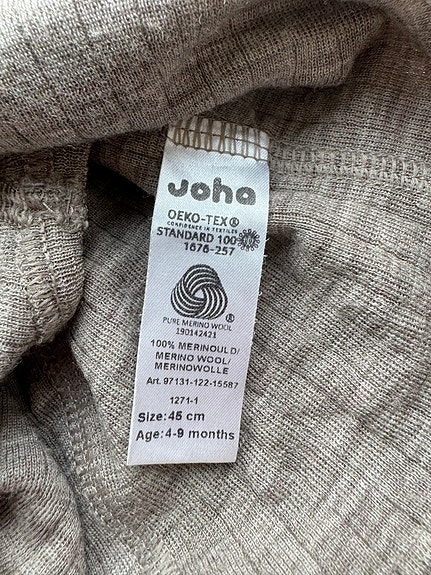 Joha
OEKO-TEX®
CONFIDENCE IN TEXTILES
STANDARD 100
1676-257
®
PURE MERINO WOOL
190142421
100% MERINOULD/
MERINO WOOL/
MERINOWOLLE
Art. 97131-122-15587
1271-1
Size:45 cm
Age:4-9 months